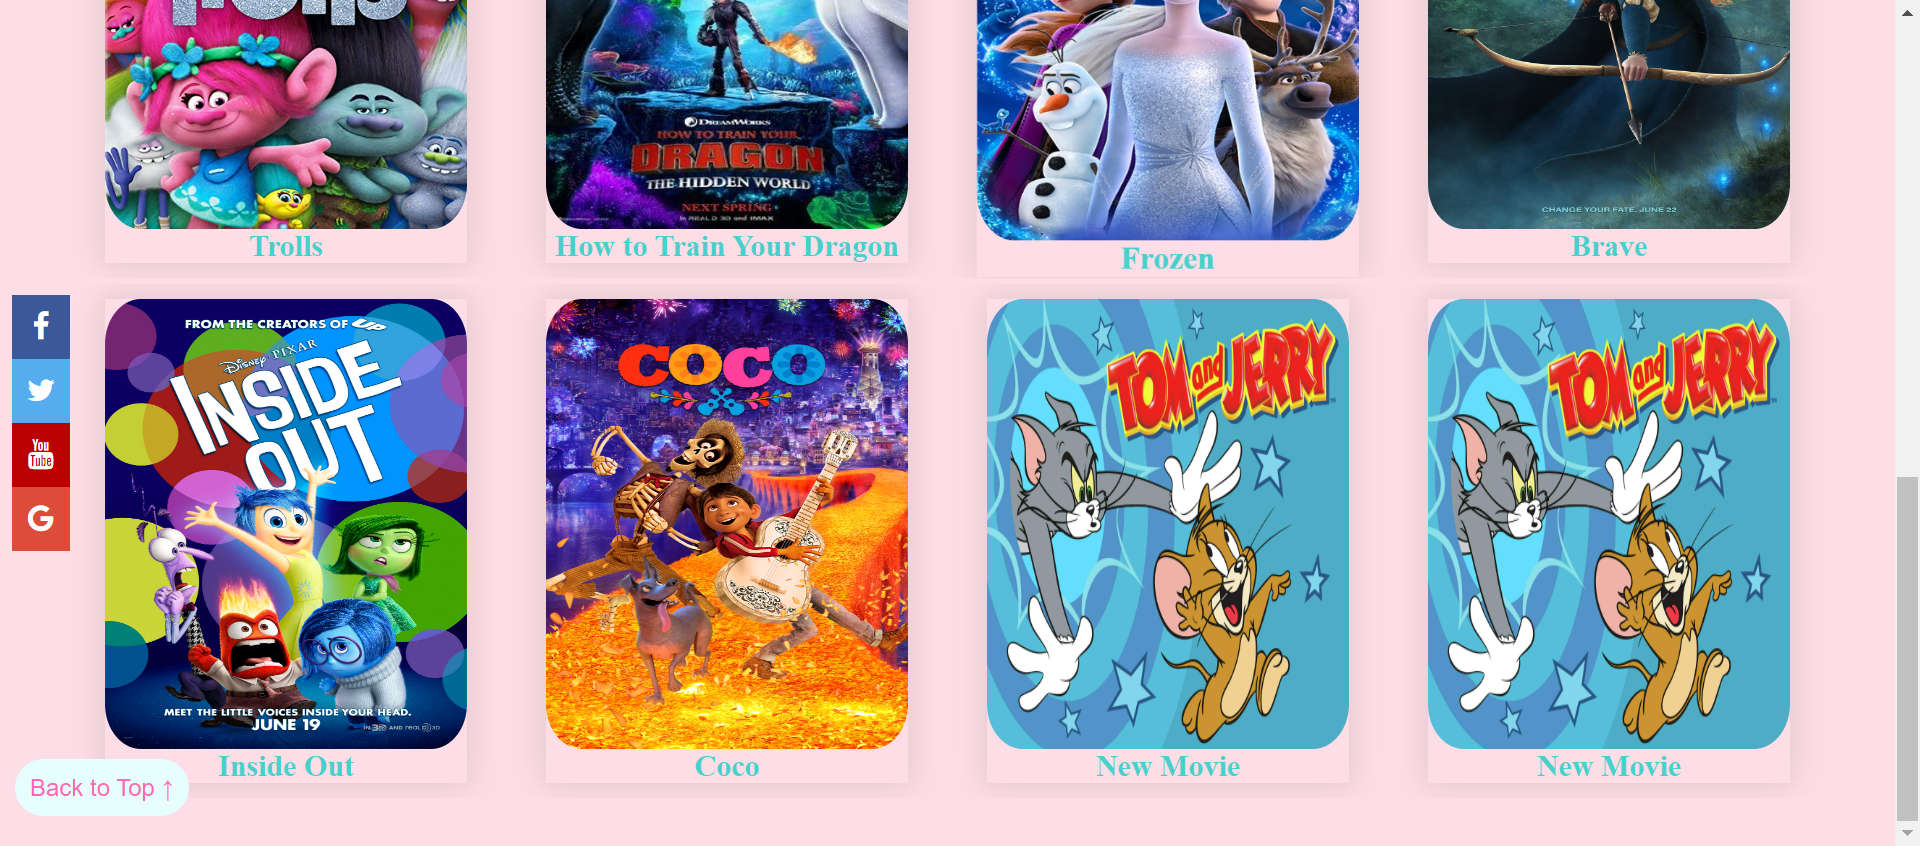 TROLLS
DREAMWORKS
HOW TO TRAIN YOUR
DRAGON
THE HIDDEN WORLD
NEXT SPRING
In REAL D 3D and IMAX
CHANGE YOUR FATE. JUNE 22
Trolls
How to Train Your Dragon
Frozen
Brave
FROM THE CREATORS OF UP
Disney PIXAR
INSIDE
OUT
MEET THE LITTLE VOICES INSIDE YOUR HEAD.
JUNE 19
IN 3D AND REAL D 3D
COCO
TOM and JERRY
TOM and JERRY
You
Tube
G
Inside Out
Coco
New Movie
New Movie
Back to Top ↑